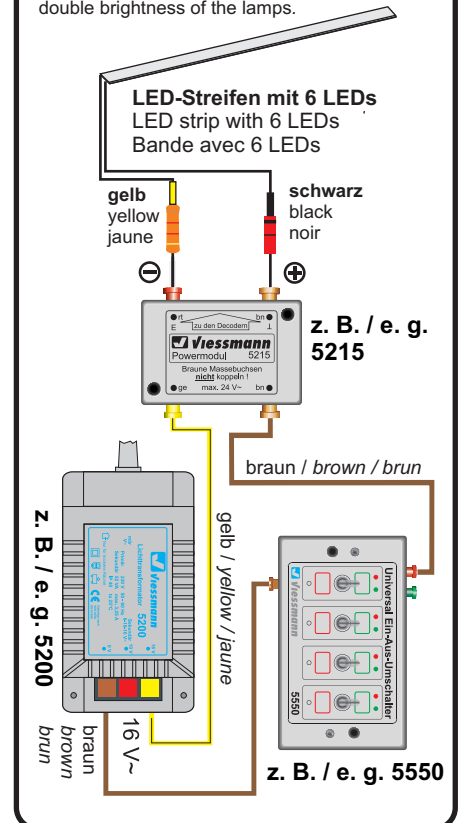 double brightness of the lamps.
LED-Streifen mit 6 LEDs
LED strip with 6 LEDs
Bande avec 6 LEDs
gelb
yellow
jaune
schwarz
black
noir
rt
bn
E
zu den Decodern
Viessmann
Powermodul 5215
Braune Massebuchsen
nicht koppeln !
ge max. 24 V~ bn
z. B. / e. g.
5215
braun / brown / brun
gelb / yellow / jaune
z. B. / e. g. 5200
Viessmann
Lichttransformator 5200
16 V~
braun
brown
brun
Universal Ein-Aus-Umschalter
Viessmann
5550
z. B. / e. g. 5550